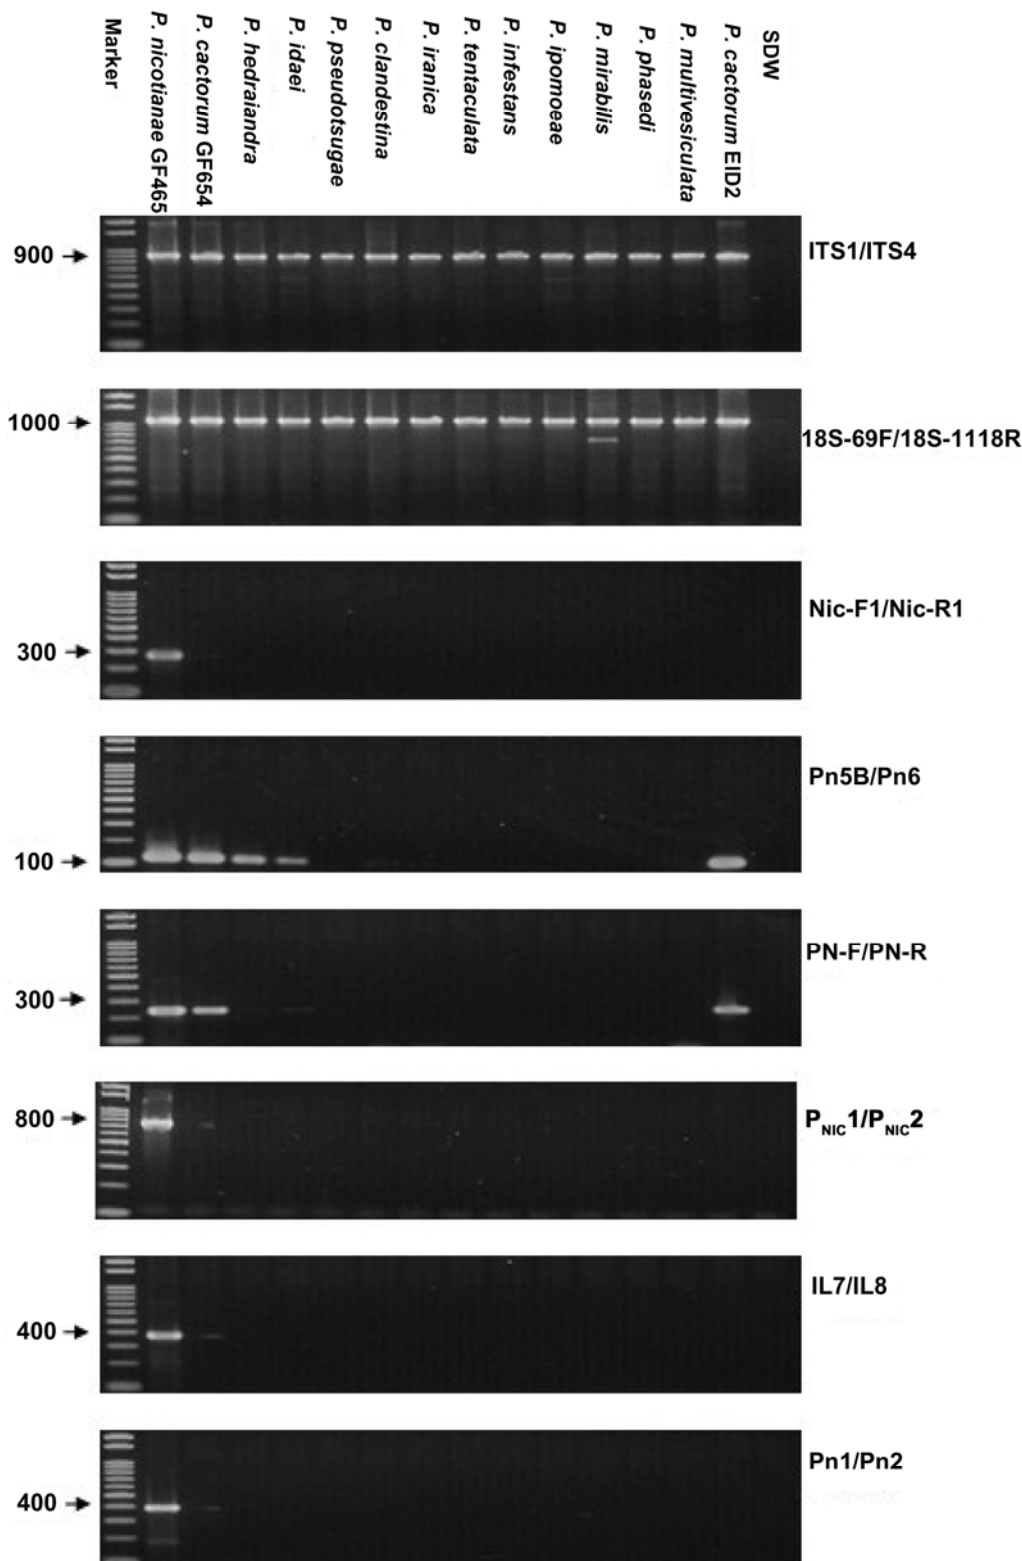 Marker
P. nicotianae GF465
P. cactorum GF654
P. hedraiandra
P. idaei
P. pseudotsugae
P. clandestina
P. iranica
P. tentaculata
P. infestans
P. ipomoeae
P. mirabilis
P. phasedi
P. multivesiculata
P. cactorum EID2
SDW
900
ITS1/ITS4
1000
18S-69F/18S-1118R
Nic-F1/Nic-R1
300
Pn5B/Pn6
100
PN-F/PN-R
300
800
PNIC1/PNIC2
IL7/IL8
400
Pn1/Pn2
400